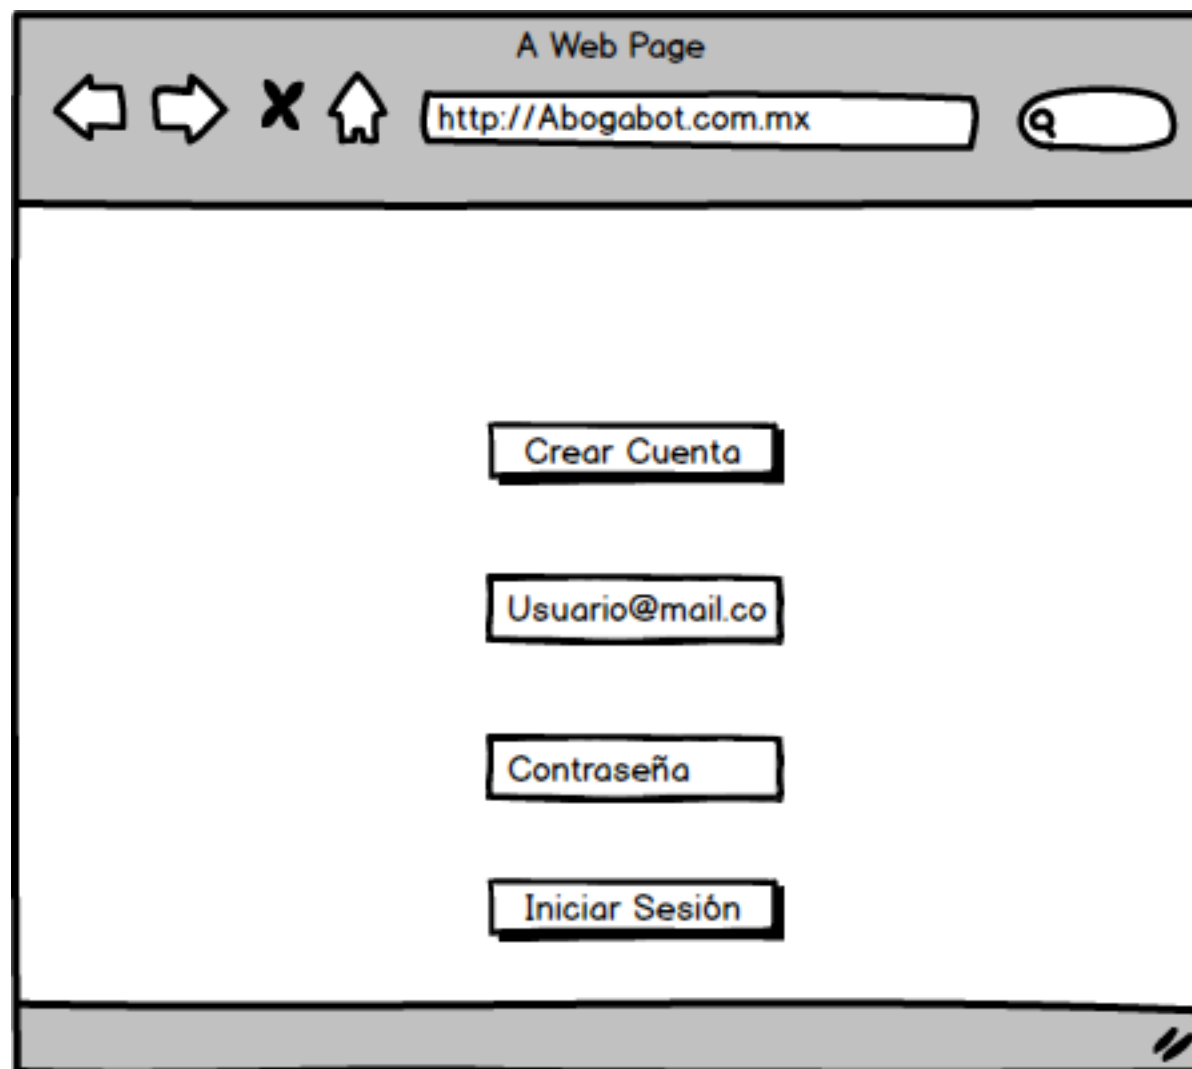 A Web Page
http://Abogabot.com.mx
Crear Cuenta
Usuario@mail.co
Contraseña
Iniciar Sesión